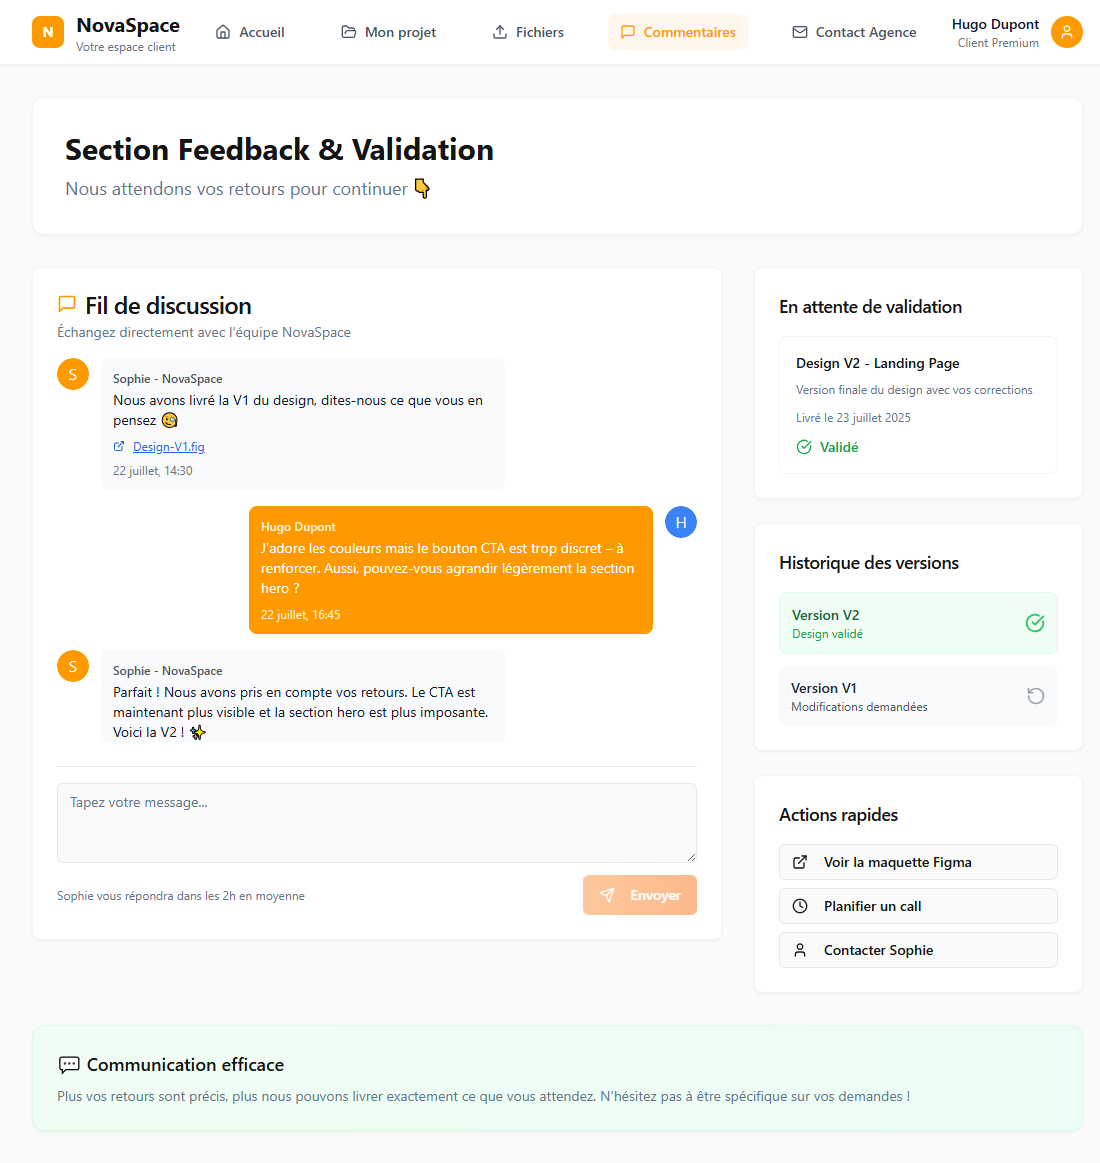 N
NovaSpace
Votre espace client
Accueil
Mon projet
Fichiers
Commentaires
Contact Agence
Hugo Dupont
Client Premium
Section Feedback & Validation
Nous attendons vos retours pour continuer 👇
Fil de discussion
Échangez directement avec l'équipe NovaSpace
S
Sophie - NovaSpace
Nous avons livré la V1 du design, dites-nous ce que vous en
pensez 🧐
Design-V1.fig
22 juillet, 14:30
Hugo Dupont
J'adore les couleurs mais le bouton CTA est trop discret – à
renforcer. Aussi, pouvez-vous agrandir légèrement la section
hero ?
22 juillet, 16:45
H
S
Sophie - NovaSpace
Parfait ! Nous avons pris en compte vos retours. Le CTA est
maintenant plus visible et la section hero est plus imposante.
Voici la V2 ! ✨
Tapez votre message...
Sophie vous répondra dans les 2h en moyenne
Envoyer
En attente de validation
Design V2 - Landing Page
Version finale du design avec vos corrections
Livré le 23 juillet 2025
Validé
Historique des versions
Version V2
Design validé
Version V1
Modifications demandées
Actions rapides
Voir la maquette Figma
Planifier un call
Contacter Sophie
💬 Communication efficace
Plus vos retours sont précis, plus nous pouvons livrer exactement ce que vous attendez. N'hésitez pas à être spécifique sur vos demandes !